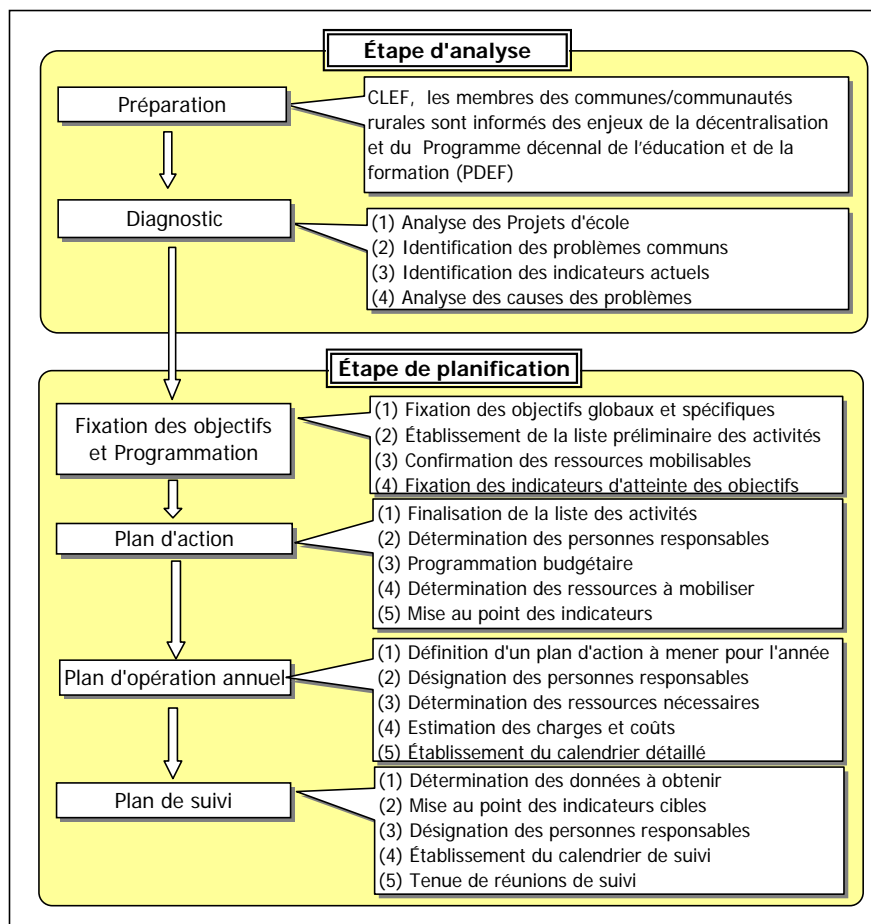 Étape d'analyse
Préparation
CLEF, les membres des communes/communautés
rurales sont informés des enjeux de la décentralisation
et du Programme décennal de l'éducation et de la
formation (PDEF)
Diagnostic
(1) Analyse des Projets d'école
(2) Identification des problèmes communs
(3) Identification des indicateurs actuels
(4) Analyse des causes des problèmes
Étape de planification
Fixation des objectifs
et Programmation
(1) Fixation des objectifs globaux et spécifiques
(2) Établissement de la liste préliminaire des activités
(3) Confirmation des ressources mobilisables
(4) Fixation des indicateurs d'atteinte des objectifs
Plan d'action
(1) Finalisation de la liste des activités
(2) Détermination des personnes responsables
(3) Programmation budgétaire
(4) Détermination des ressources à mobiliser
(5) Mise au point des indicateurs
Plan d'opération annuel
(1) Définition d'un plan d'action à mener pour l'année
(2) Désignation des personnes responsables
(3) Détermination des ressources nécessaires
(4) Estimation des charges et coûts
(5) Établissement du calendrier détaillé
Plan de suivi
(1) Détermination des données à obtenir
(2) Mise au point des indicateurs cibles
(3) Désignation des personnes responsables
(4) Établissement du calendrier de suivi
(5) Tenue de réunions de suivi